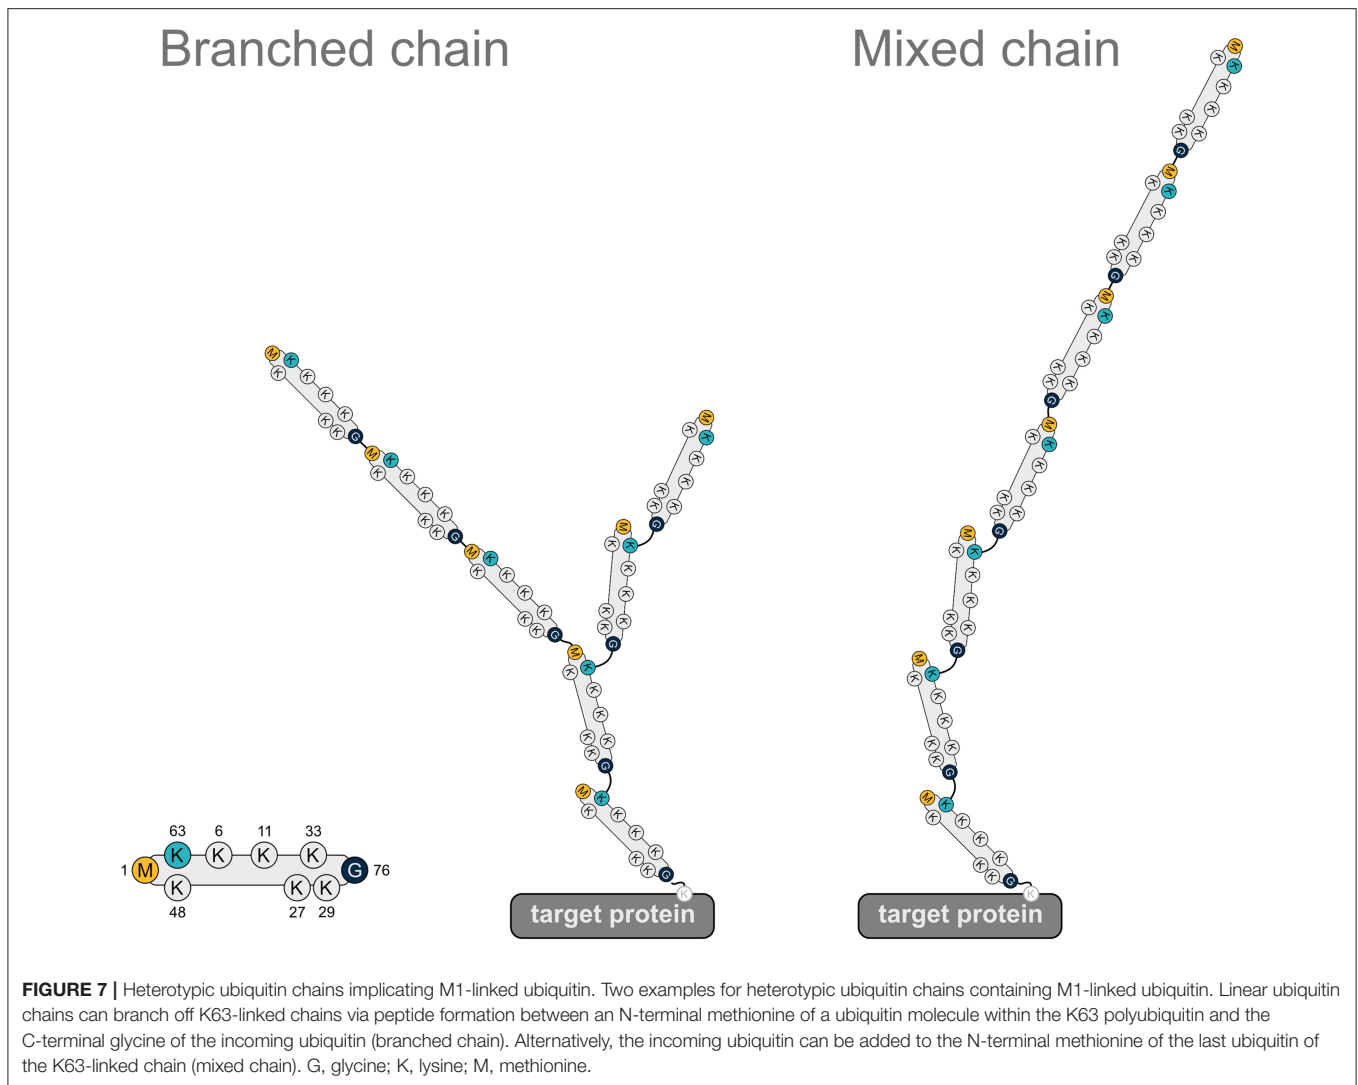 Branched chain
Mixed chain
63 6 11 33
K K K K
1 M G 76
K K K
48 27 29
K
target protein
K
target protein
FIGURE 7 | Heterotypic ubiquitin chains implicating M1-linked ubiquitin. Two examples for heterotypic ubiquitin chains containing M1-linked ubiquitin. Linear ubiquitin
chains can branch off K63-linked chains via peptide formation between an N-terminal methionine of a ubiquitin molecule within the K63 polyubiquitin and the
C-terminal glycine of the incoming ubiquitin (branched chain). Alternatively, the incoming ubiquitin can be added to the N-terminal methionine of the last ubiquitin of
the K63-linked chain (mixed chain). G, glycine; K, lysine; M, methionine.